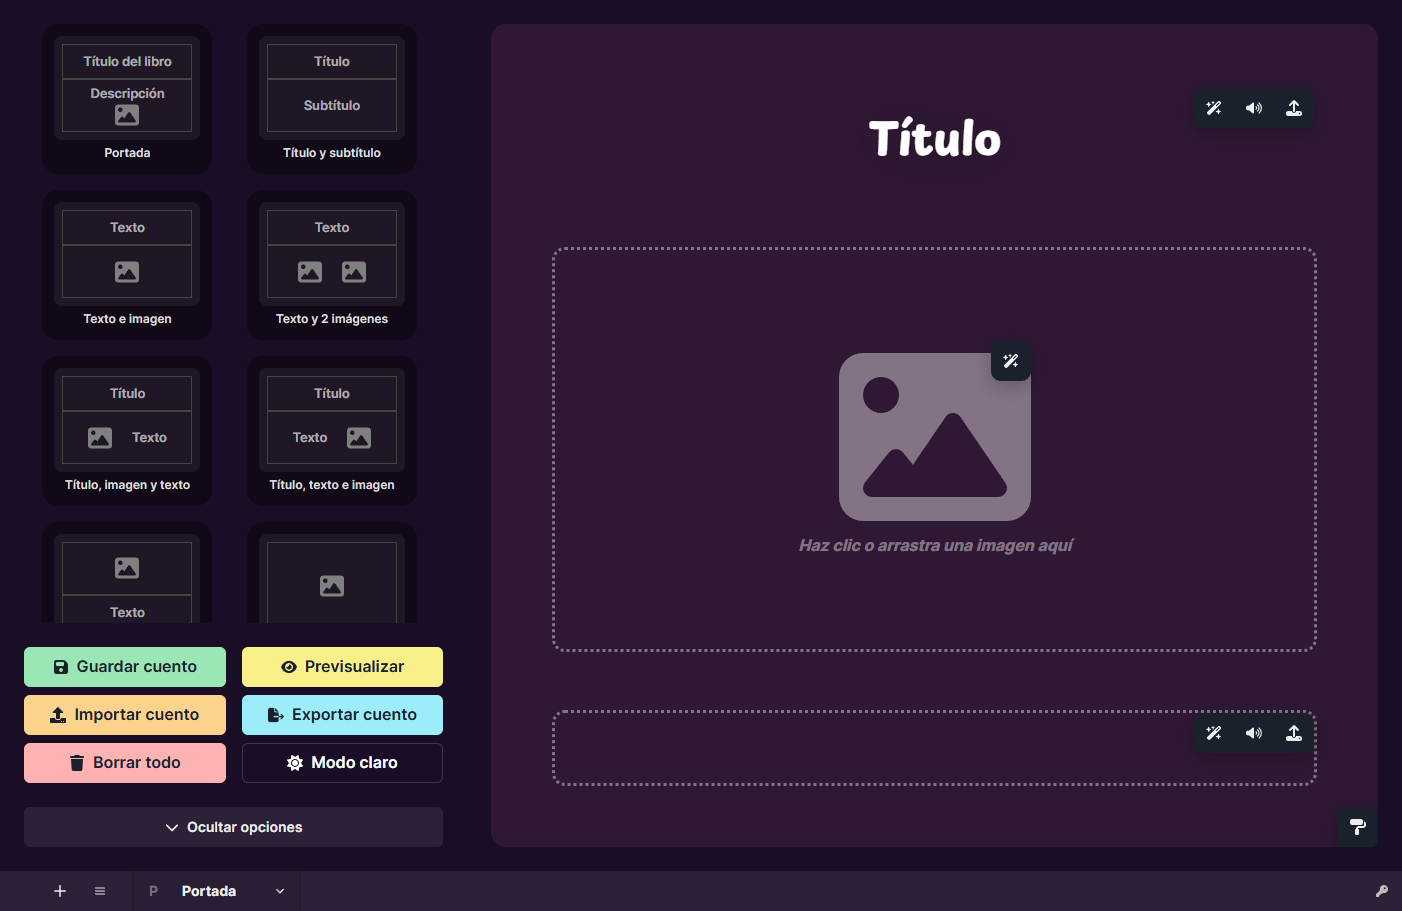 Título del libro
Descripción
Portada
Título
Subtítulo
Título y subtítulo
Texto
Texto e imagen
Texto
Texto y 2 imágenes
Título
Texto
Título, imagen y texto
Título
Texto
Título, texto e imagen
Texto
Guardar cuento
Previsualizar
Importar cuento
Exportar cuento
Borrar todo
Modo claro
Ocultar opciones
Título
Haz clic o arrastra una imagen aquí
P Portada